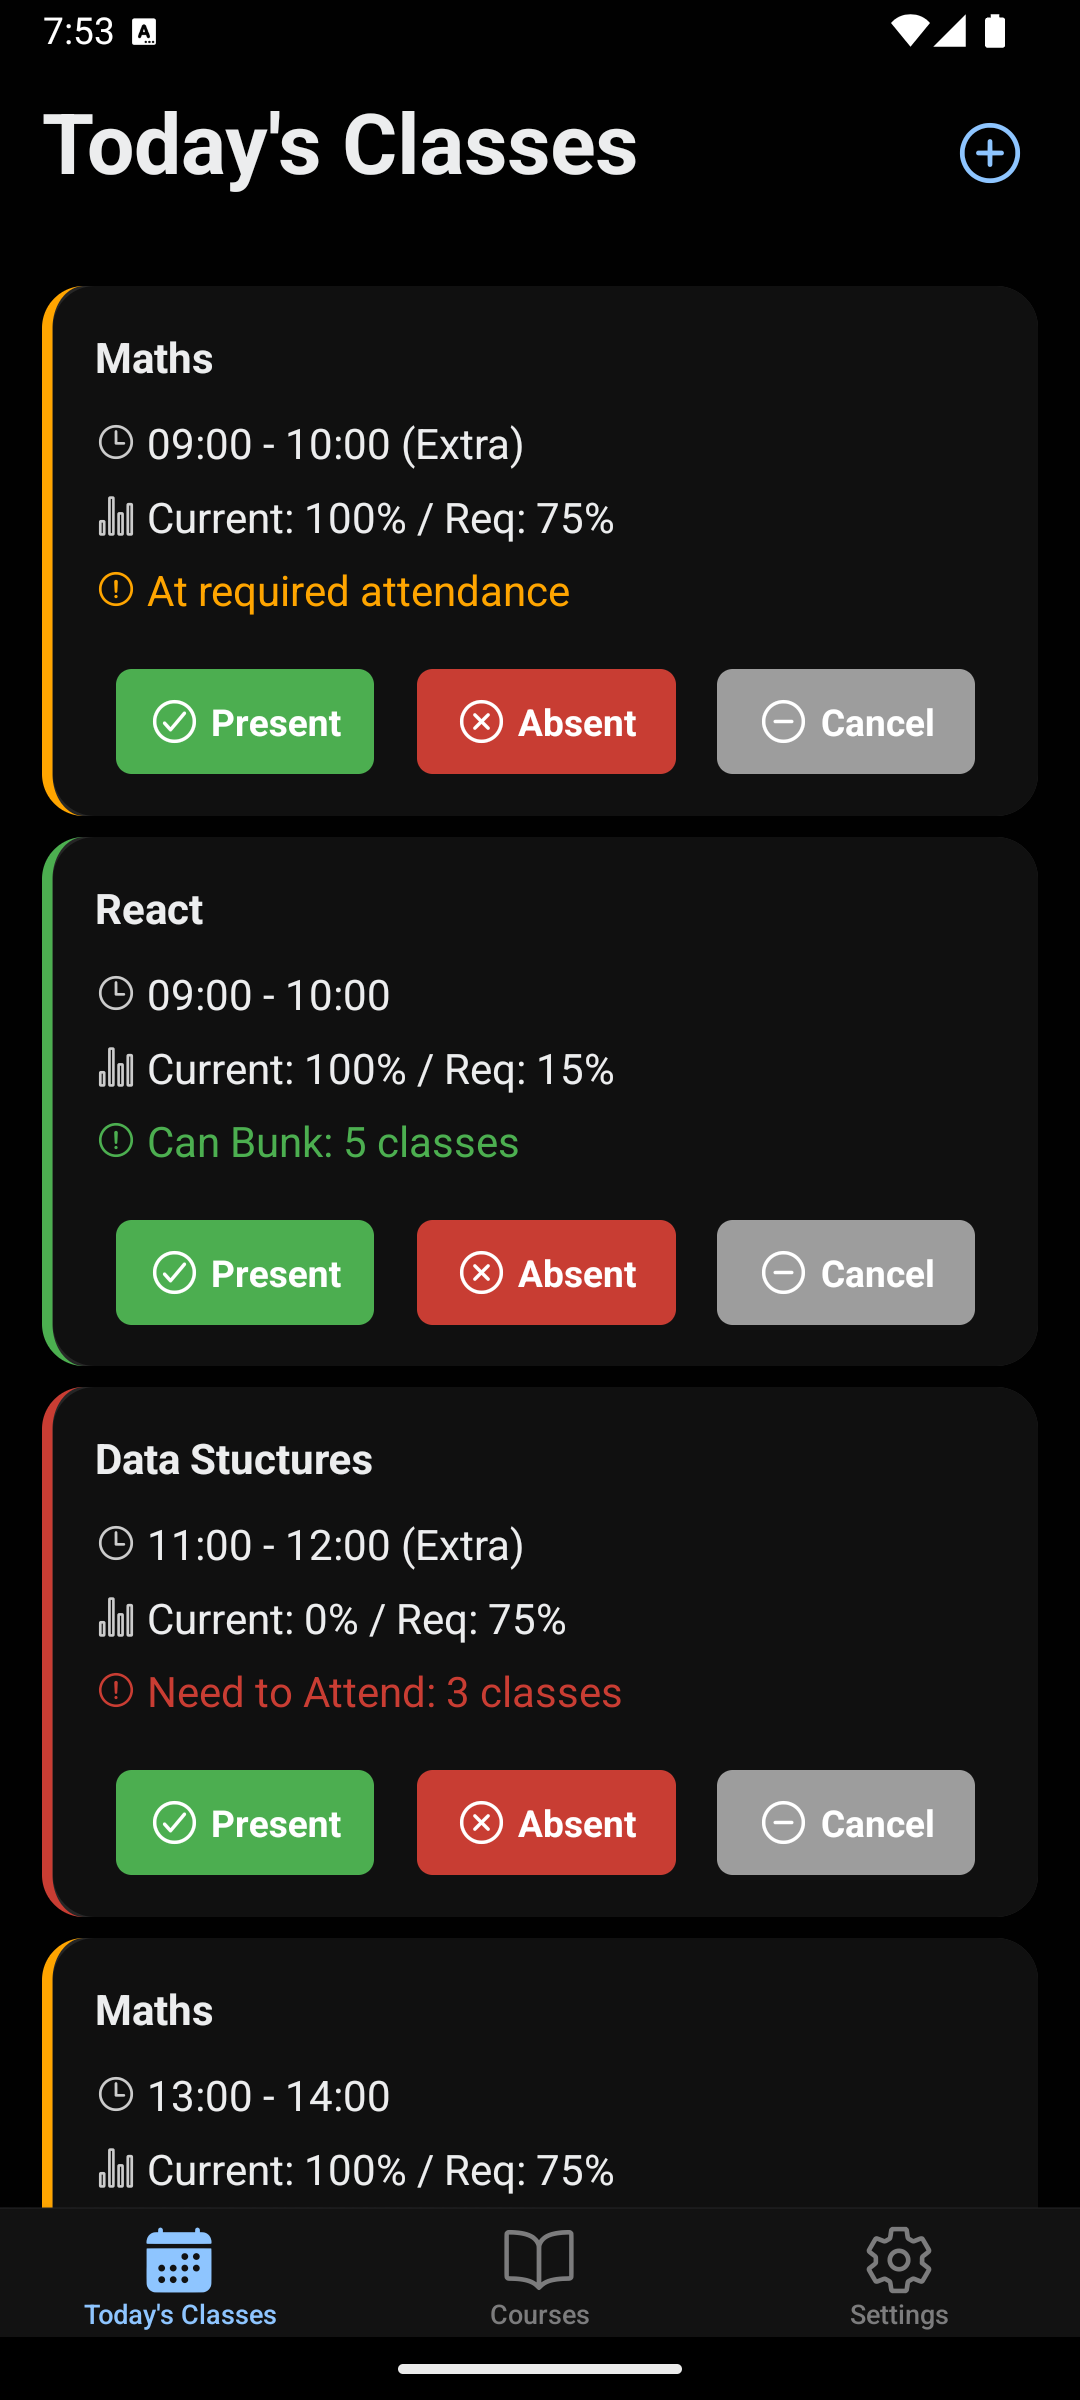 7:53
Today's Classes
Maths
09:00 - 10:00 (Extra)
Current: 100% / Req: 75%
At required attendance
Present Absent Cancel
React
09:00 - 10:00
Current: 100% / Req: 15%
Can Bunk: 5 classes
Present Absent Cancel
Data Stuctures
11:00 - 12:00 (Extra)
Current: 0% / Req: 75%
Need to Attend: 3 classes
Present Absent Cancel
Maths
13:00 - 14:00
Current: 100% / Req: 75%
Today's Classes Courses Settings